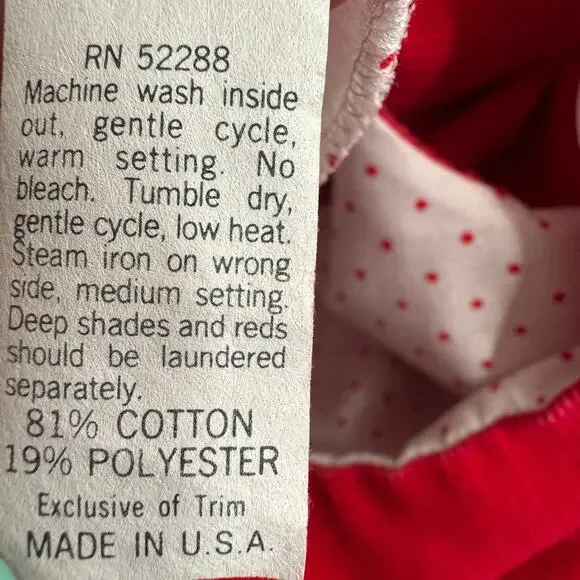 RN 52288
Machine wash inside
out, gentle cycle,
warm setting. No
bleach. Tumble dry,
gentle cycle, low heat.
Steam iron on wrong
side, medium setting.
Deep shades and reds
should be laundered
separately.
81% COTTON
19% POLYESTER
Exclusive of Trim
MADE IN U.S.A.